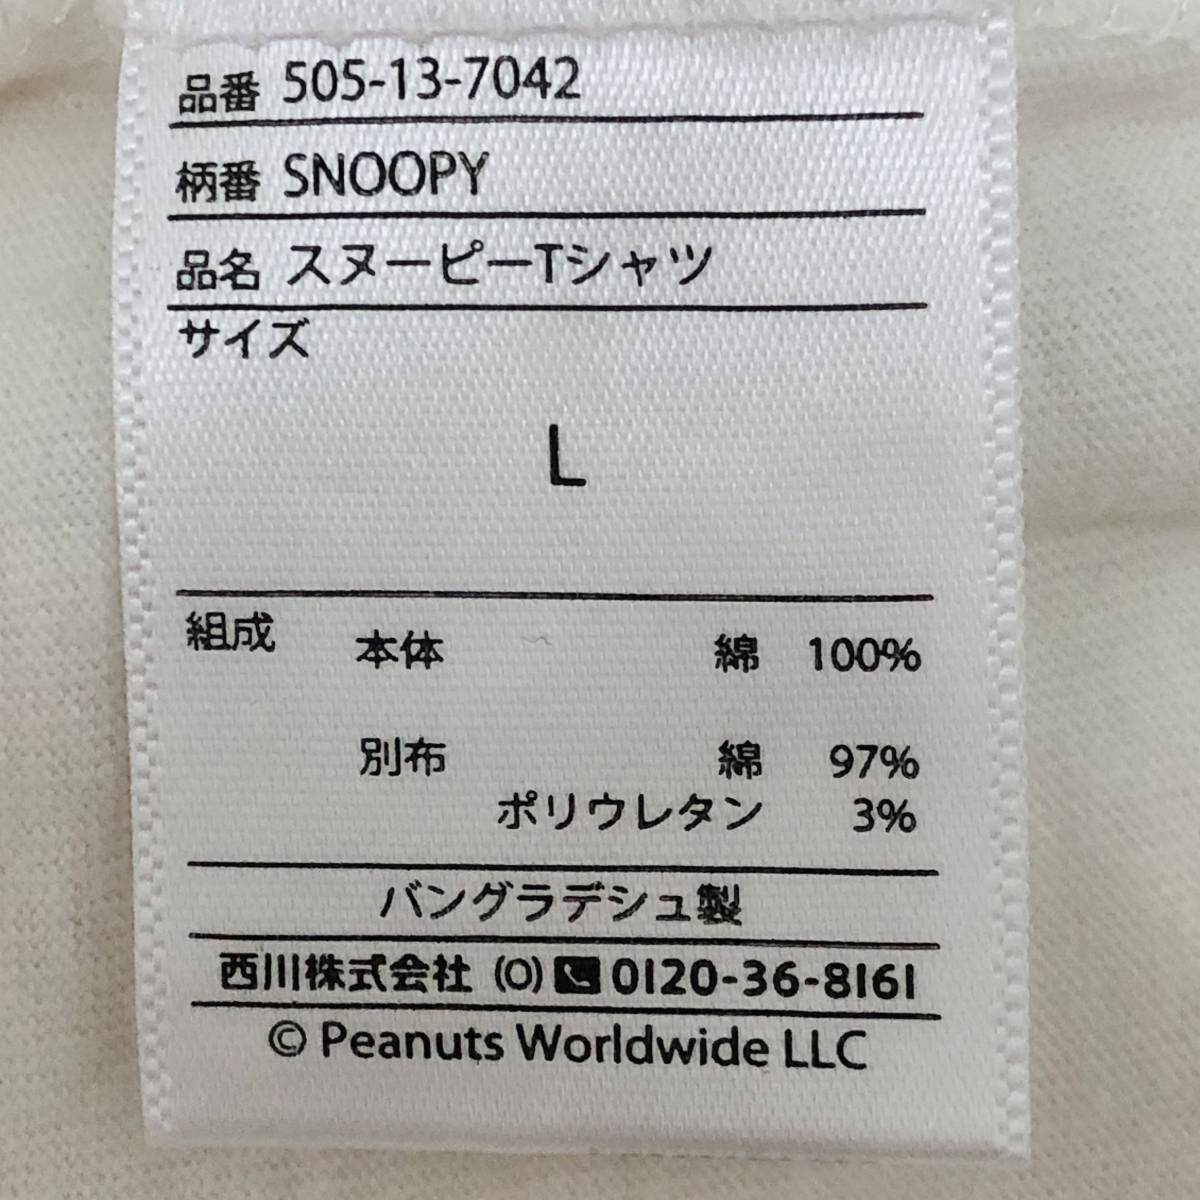 品番 505-13-7042
柄番 SNOOPY
品名 スヌーピーTシャツ
サイズ
L
組成 本体 綿 100%
別布 綿 97%
ポリウレタン 3%
バングラデシュ製
西川株式会社 (O) 0120-36-8161
© Peanuts Worldwide LLC